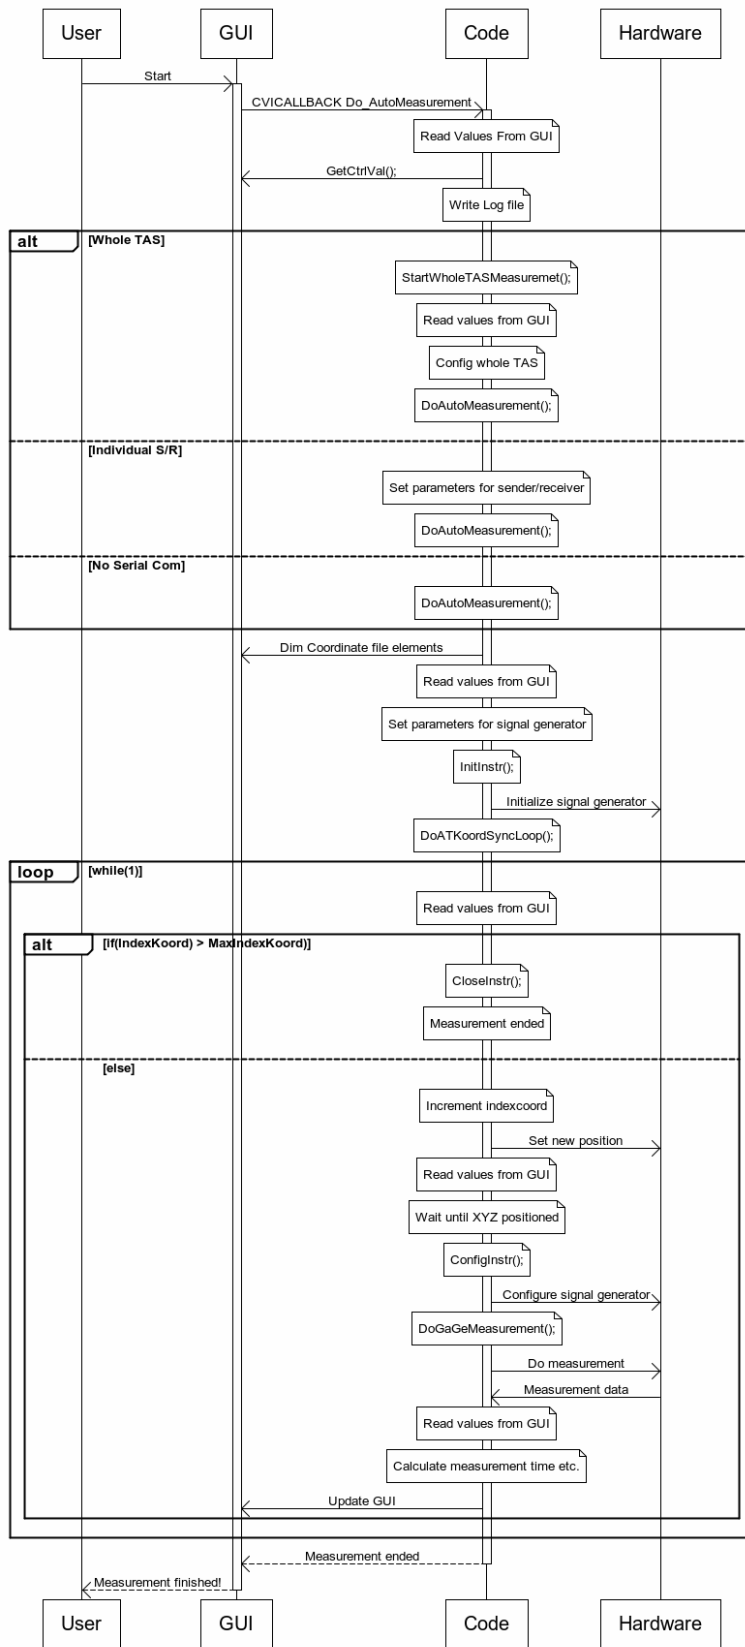 User GUI Code Hardware
Start
CVICALLBACK Do_AutoMeasurement
Read Values From GUI
GetCtrlVal();
Write Log file
alt [Whole TAS]
StartWholeTASMeasuremet();
Read values from GUI
Config whole TAS
DoAutoMeasurement();
[Individual S/R]
Set parameters for sender/receiver
DoAutoMeasurement();
[No Serial Com]
DoAutoMeasurement();
Dim Coordinate file elements
Read values from GUI
Set parameters for signal generator
InitInstr();
Initialize signal generator
DoATKoordSyncLoop();
loop [while(1)]
Read values from GUI
alt [if(IndexKoord) > MaxIndexKoord)]
CloseInstr();
Measurement ended
[else]
Increment indexcoord
Set new position
Read values from GUI
Wait until XYZ positioned
ConfigInstr();
Configure signal generator
DoGaGeMeasurement();
Do measurement
Measurement data
Read values from GUI
Calculate measurement time etc.
Update GUI
Measurement ended
Measurement finished!
User GUI Code Hardware